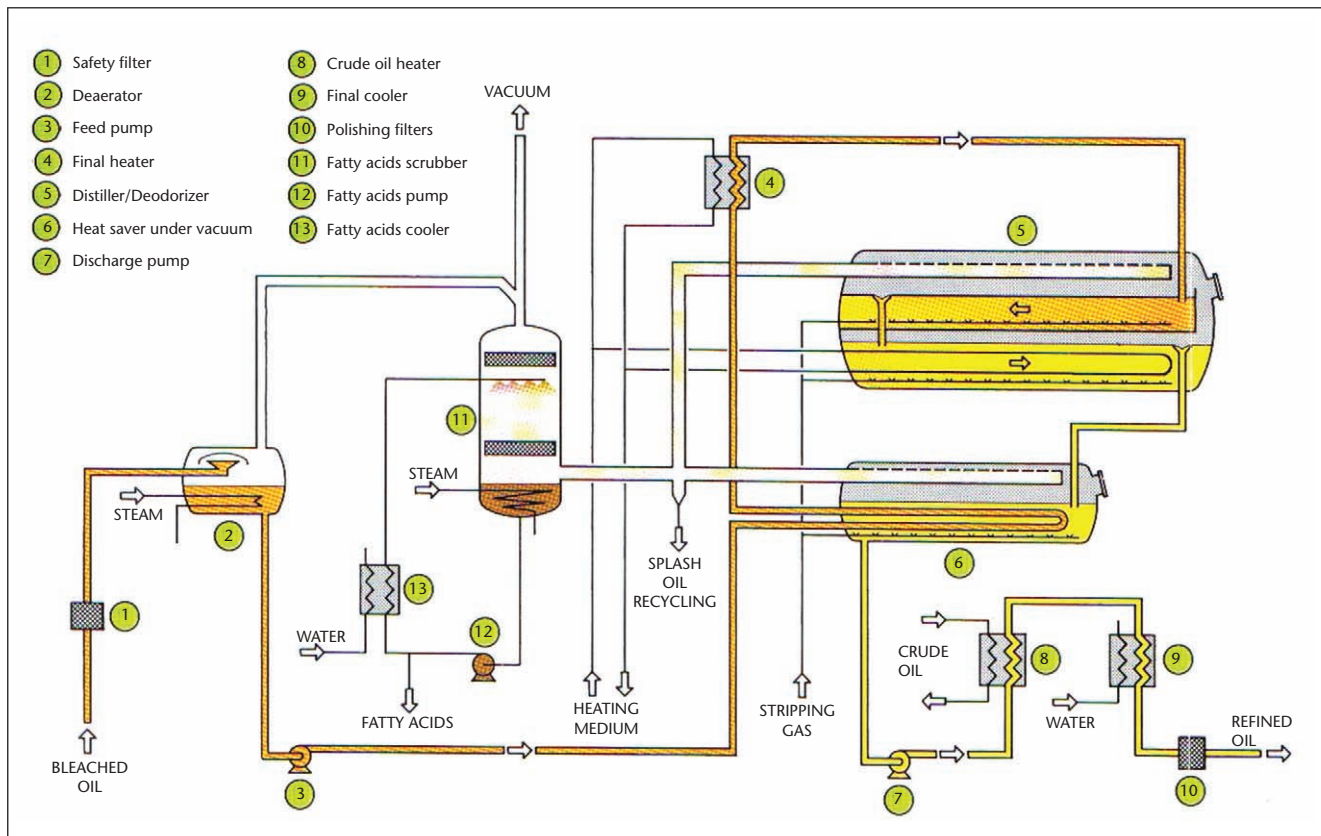 1 Safety filter
2 Deaerator
3 Feed pump
4 Final heater
5 Distiller/Deodorizer
6 Heat saver under vacuum
7 Discharge pump
8 Crude oil heater
9 Final cooler
10 Polishing filters
11 Fatty acids scrubber
12 Fatty acids pump
13 Fatty acids cooler
VACUUM
4
5
11
STEAM
STEAM
2
6
SPLASH
OIL
RECYCLING
13
1
12
WATER
CRUDE
OIL
8
9
FATTY ACIDS
HEATING
MEDIUM
STRIPPING
GAS
WATER
REFINED
OIL
BLEACHED
OIL
3
7
10